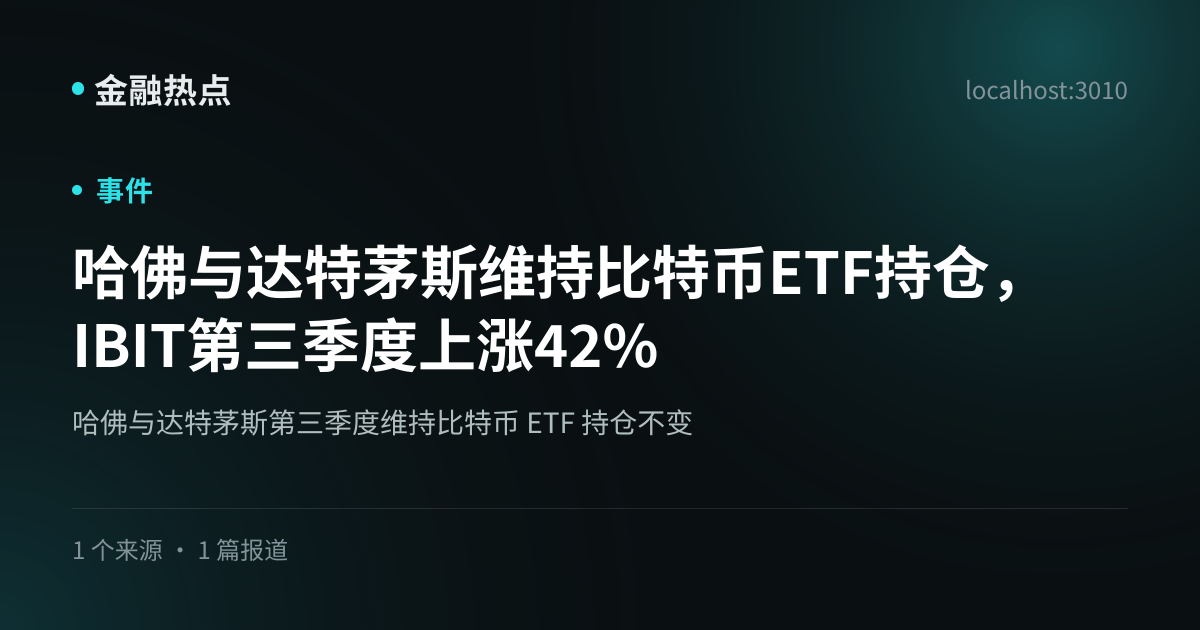 金融热点
localhost:3010
事件
哈佛与达特茅斯维持比特币ETF持仓，
IBIT第三季度上涨42%
哈佛与达特茅斯第三季度维持比特币 ETF 持仓不变
1 个来源 · 1 篇报道